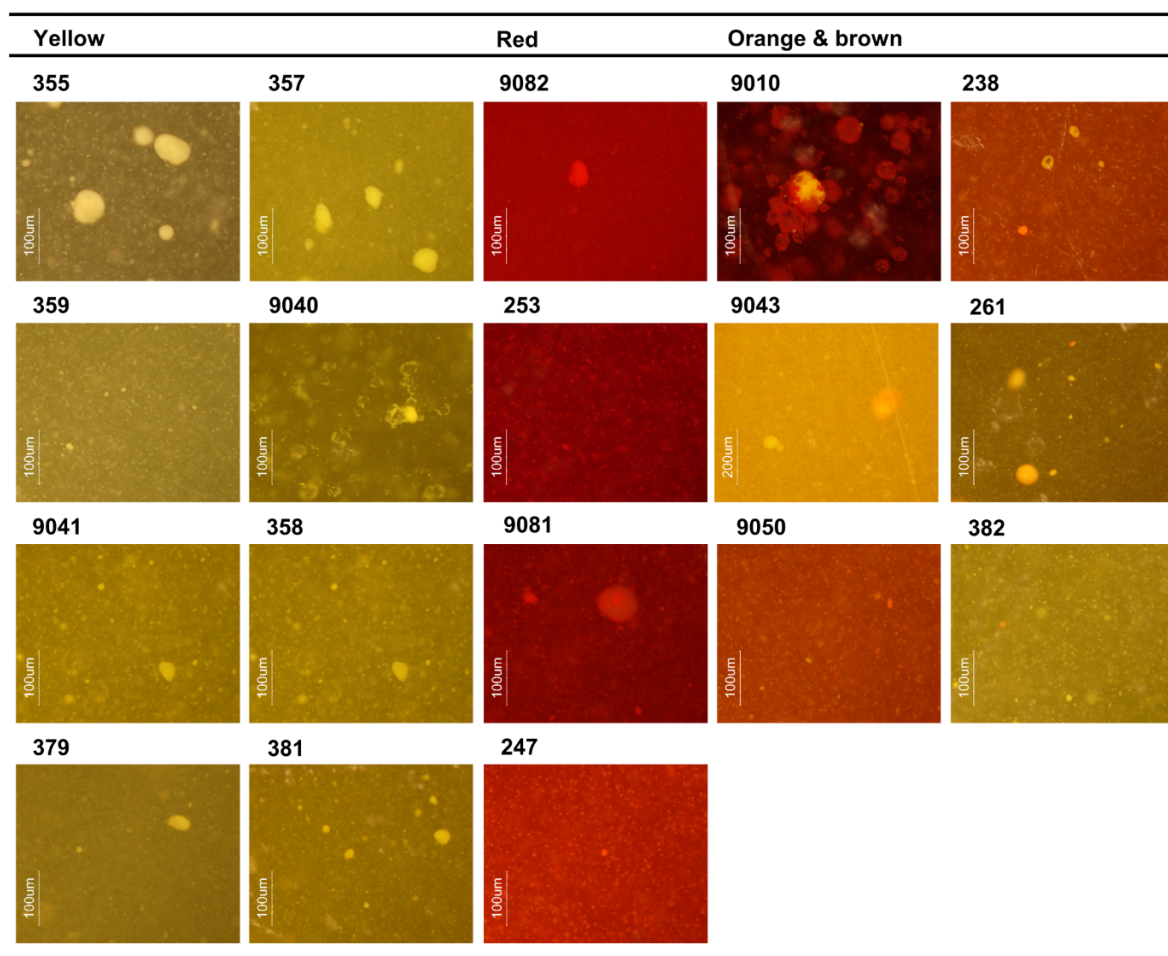 Yellow Red Orange & brown
355 357 9082 9010 238
100um 100um 100um 100um 100um
359 9040 253 9043 261
100um 100um 100um 200um 100um
9041 358 9081 9050 382
100um 100um 100um 100um 100um
379 381 247
100um 100um 100um